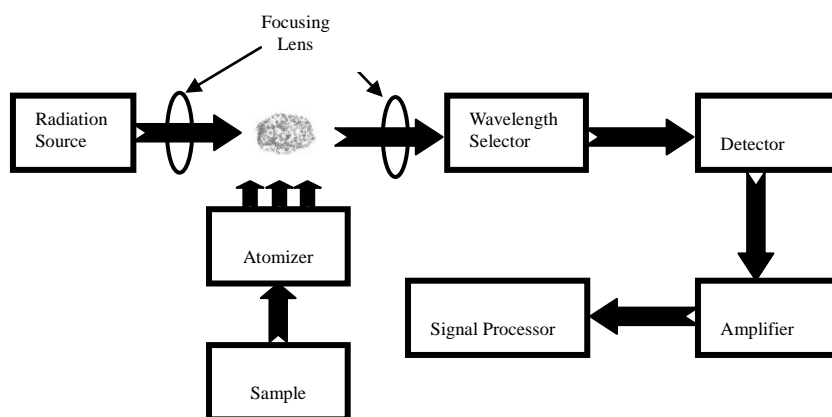 Focusing
Lens
Radiation
Source
Wavelength
Selector
Detector
Atomizer
Signal Processor
Amplifier
Sample